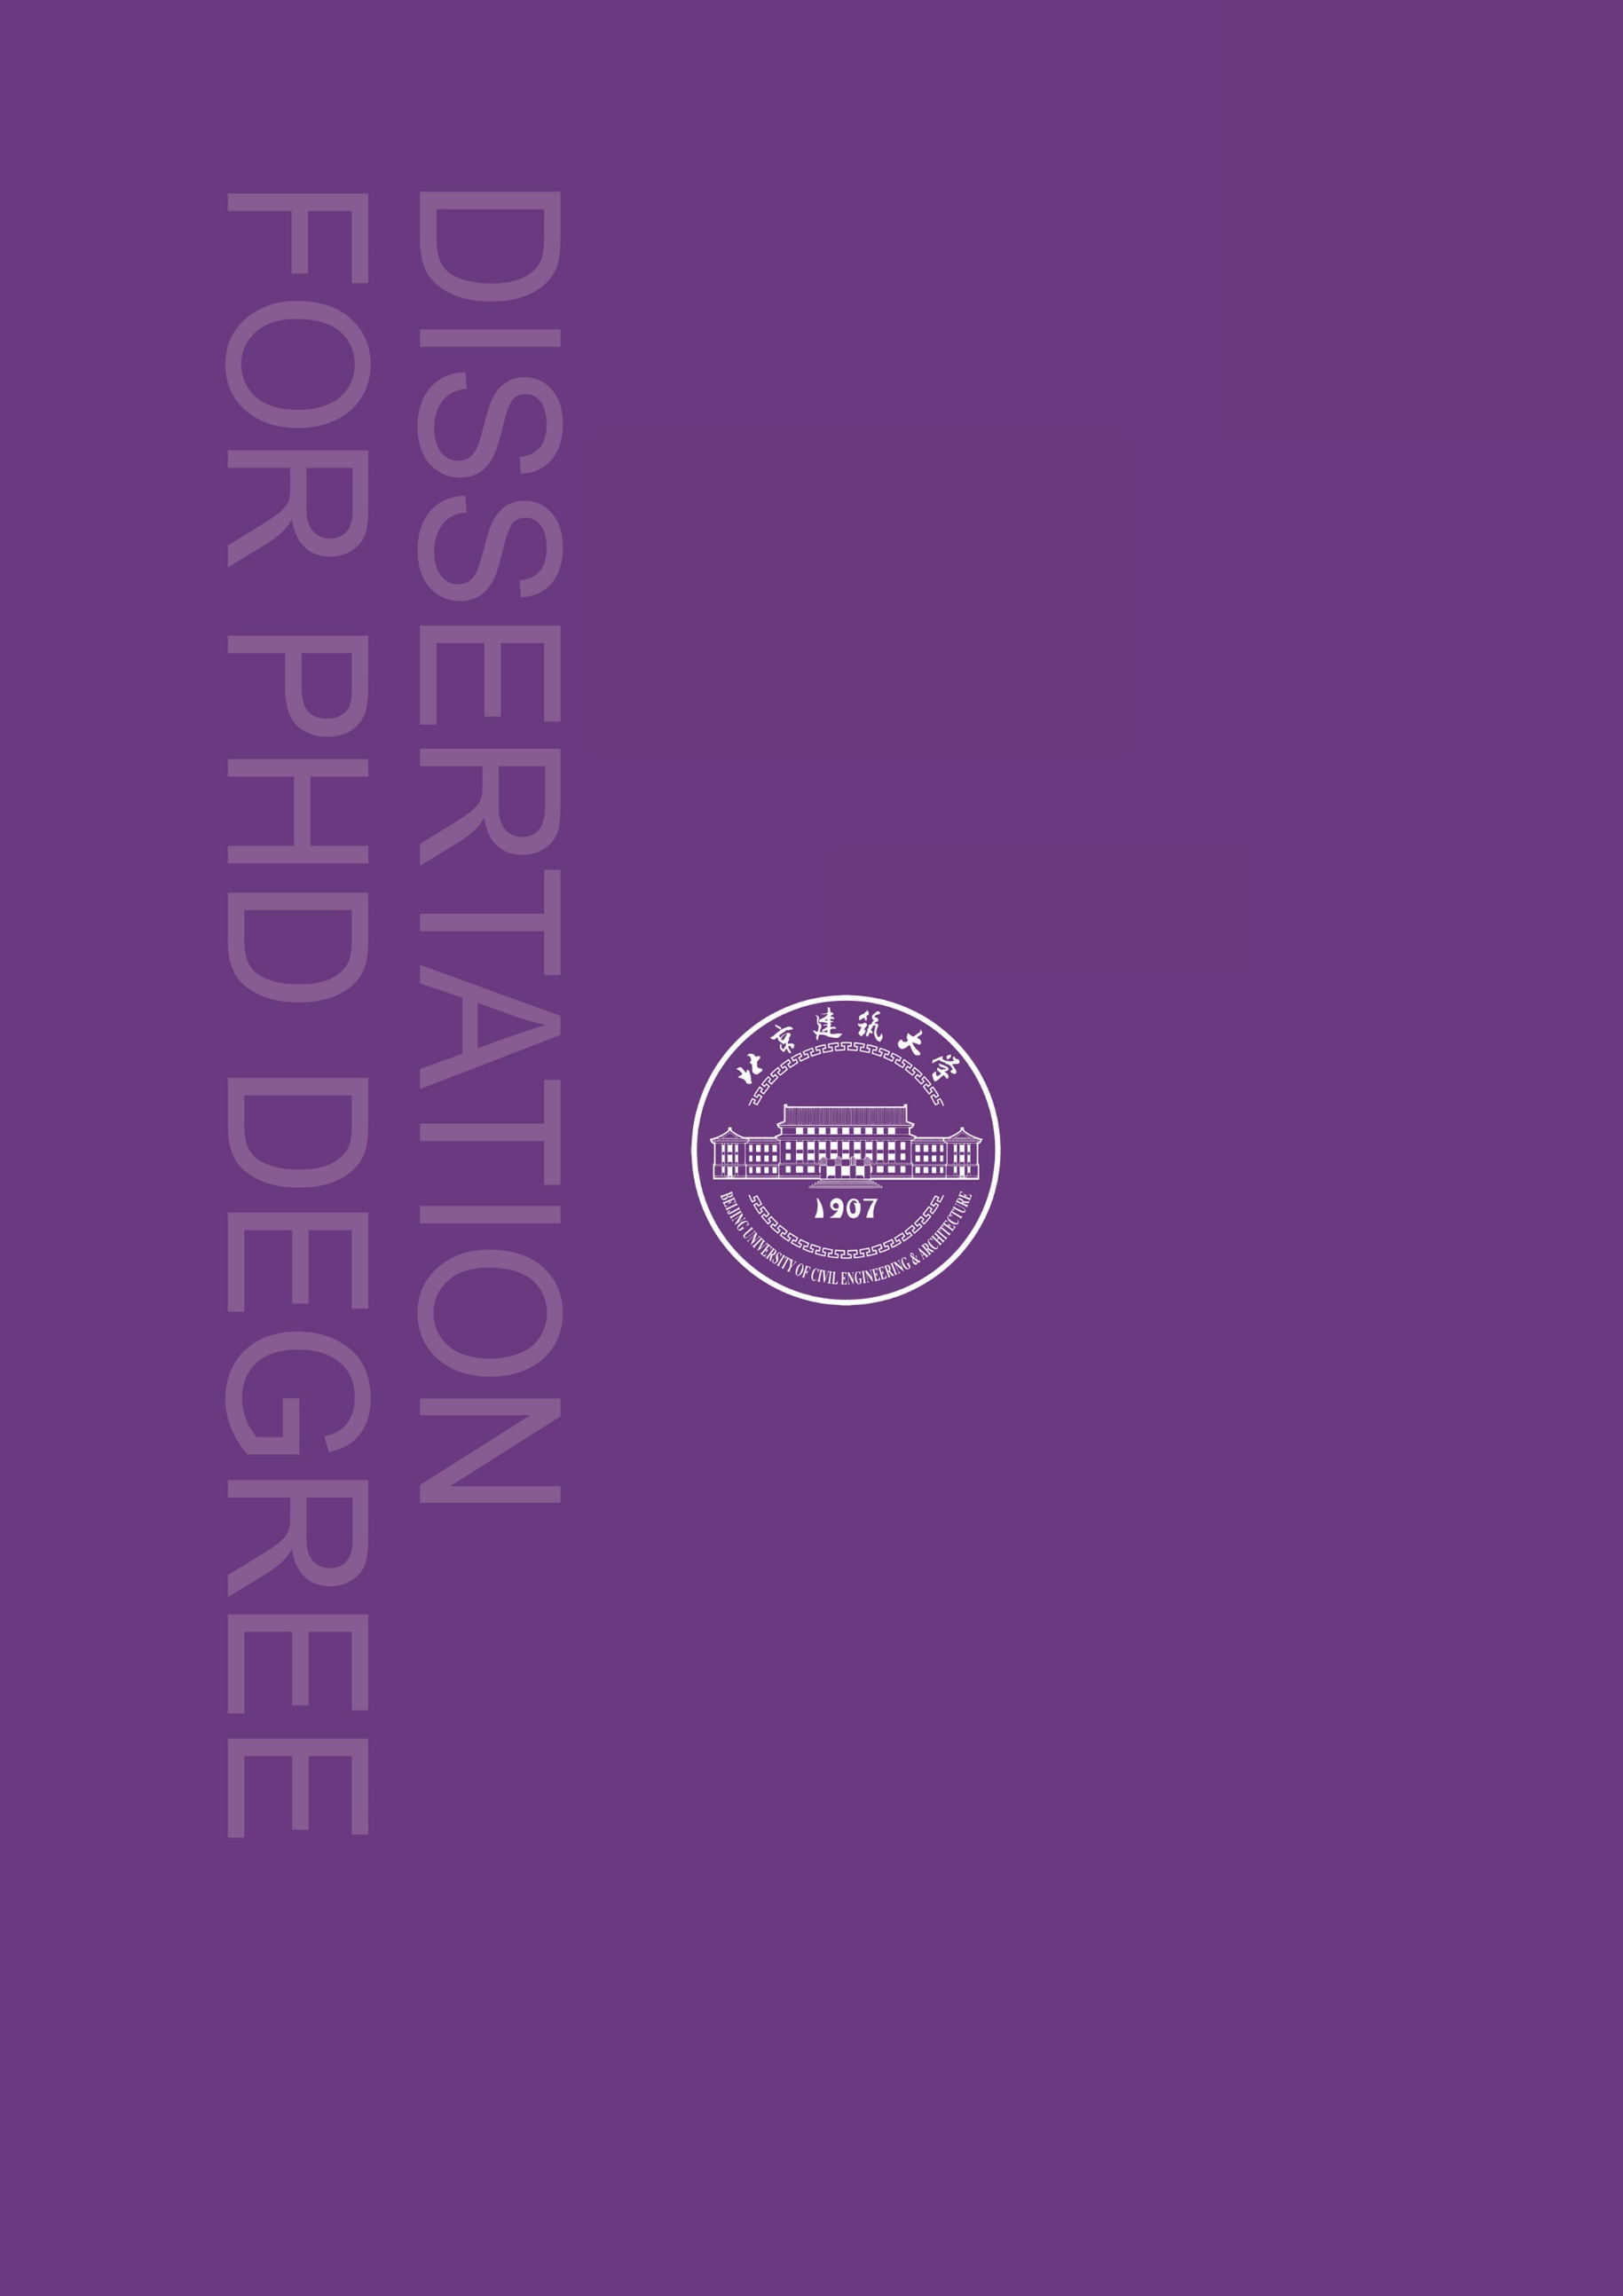 DISSERTATION
FOR PHD DEGREE
北京建筑大学
1907
BEIJING UNIVERSITY OF CIVIL ENGINEERING & ARCHITECTURE